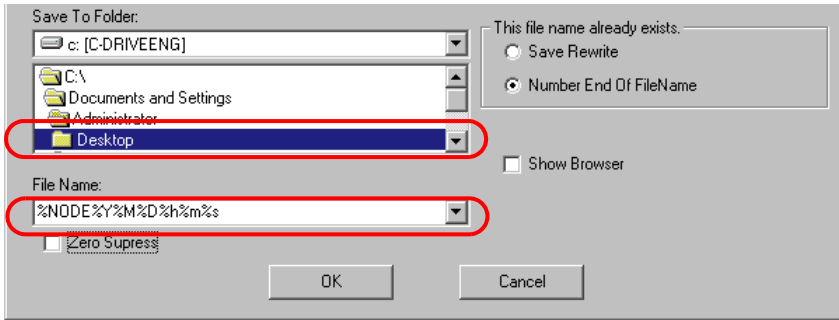 Save To Folder:
c: [C-DRIVEENG]
C:\
Documents and Settings
Administrator
Desktop
File Name:
%NODE%Y%M%D%h%m%s
Zero Supress
This file name already exists.
Save Rewrite
Number End Of FileName
Show Browser
OK
Cancel